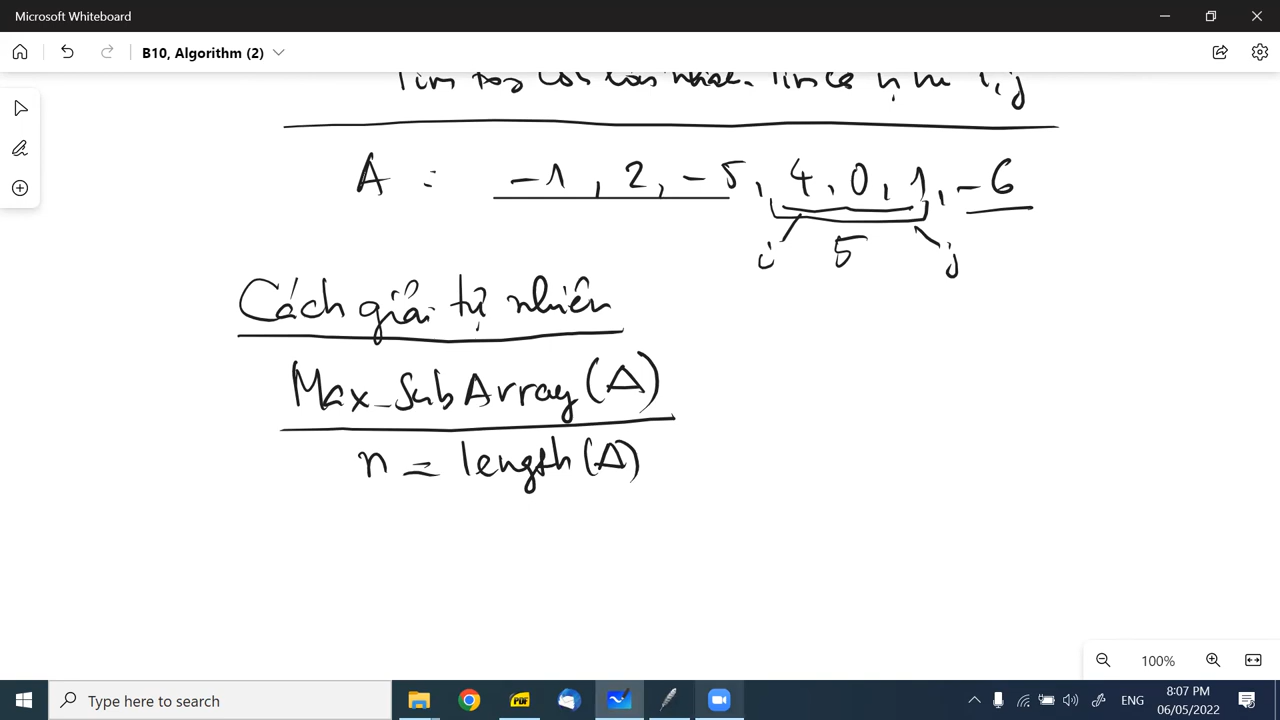 Microsoft Whiteboard
B10, Algorithm (2)
i, j
A : -1, 2, -5, 4, 0, 1, -6
i 5 j
Cách giải tự nhiên
Max_SubArray(A)
n = length(A)
100%
Type here to search
PDF
ENG
8:07 PM
06/05/2022